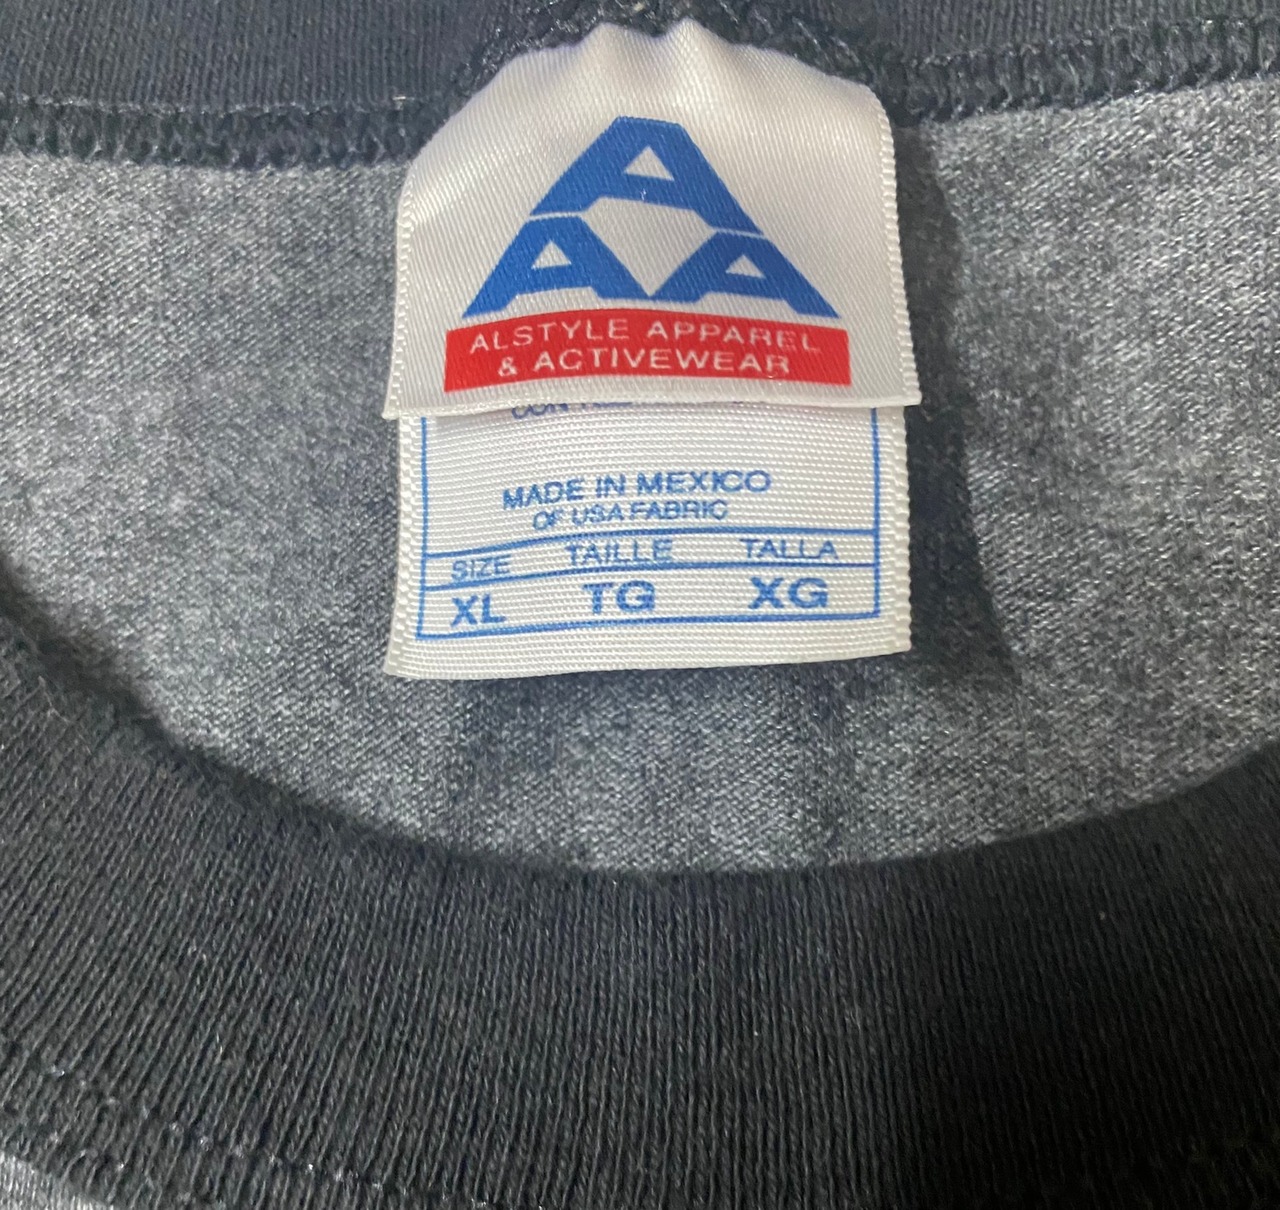 A
A A
ALSTYLE APPAREL
& ACTIVEWEAR
MADE IN MEXICO
OF USA FABRIC
SIZE TAILLE TALLA
XL TG XG